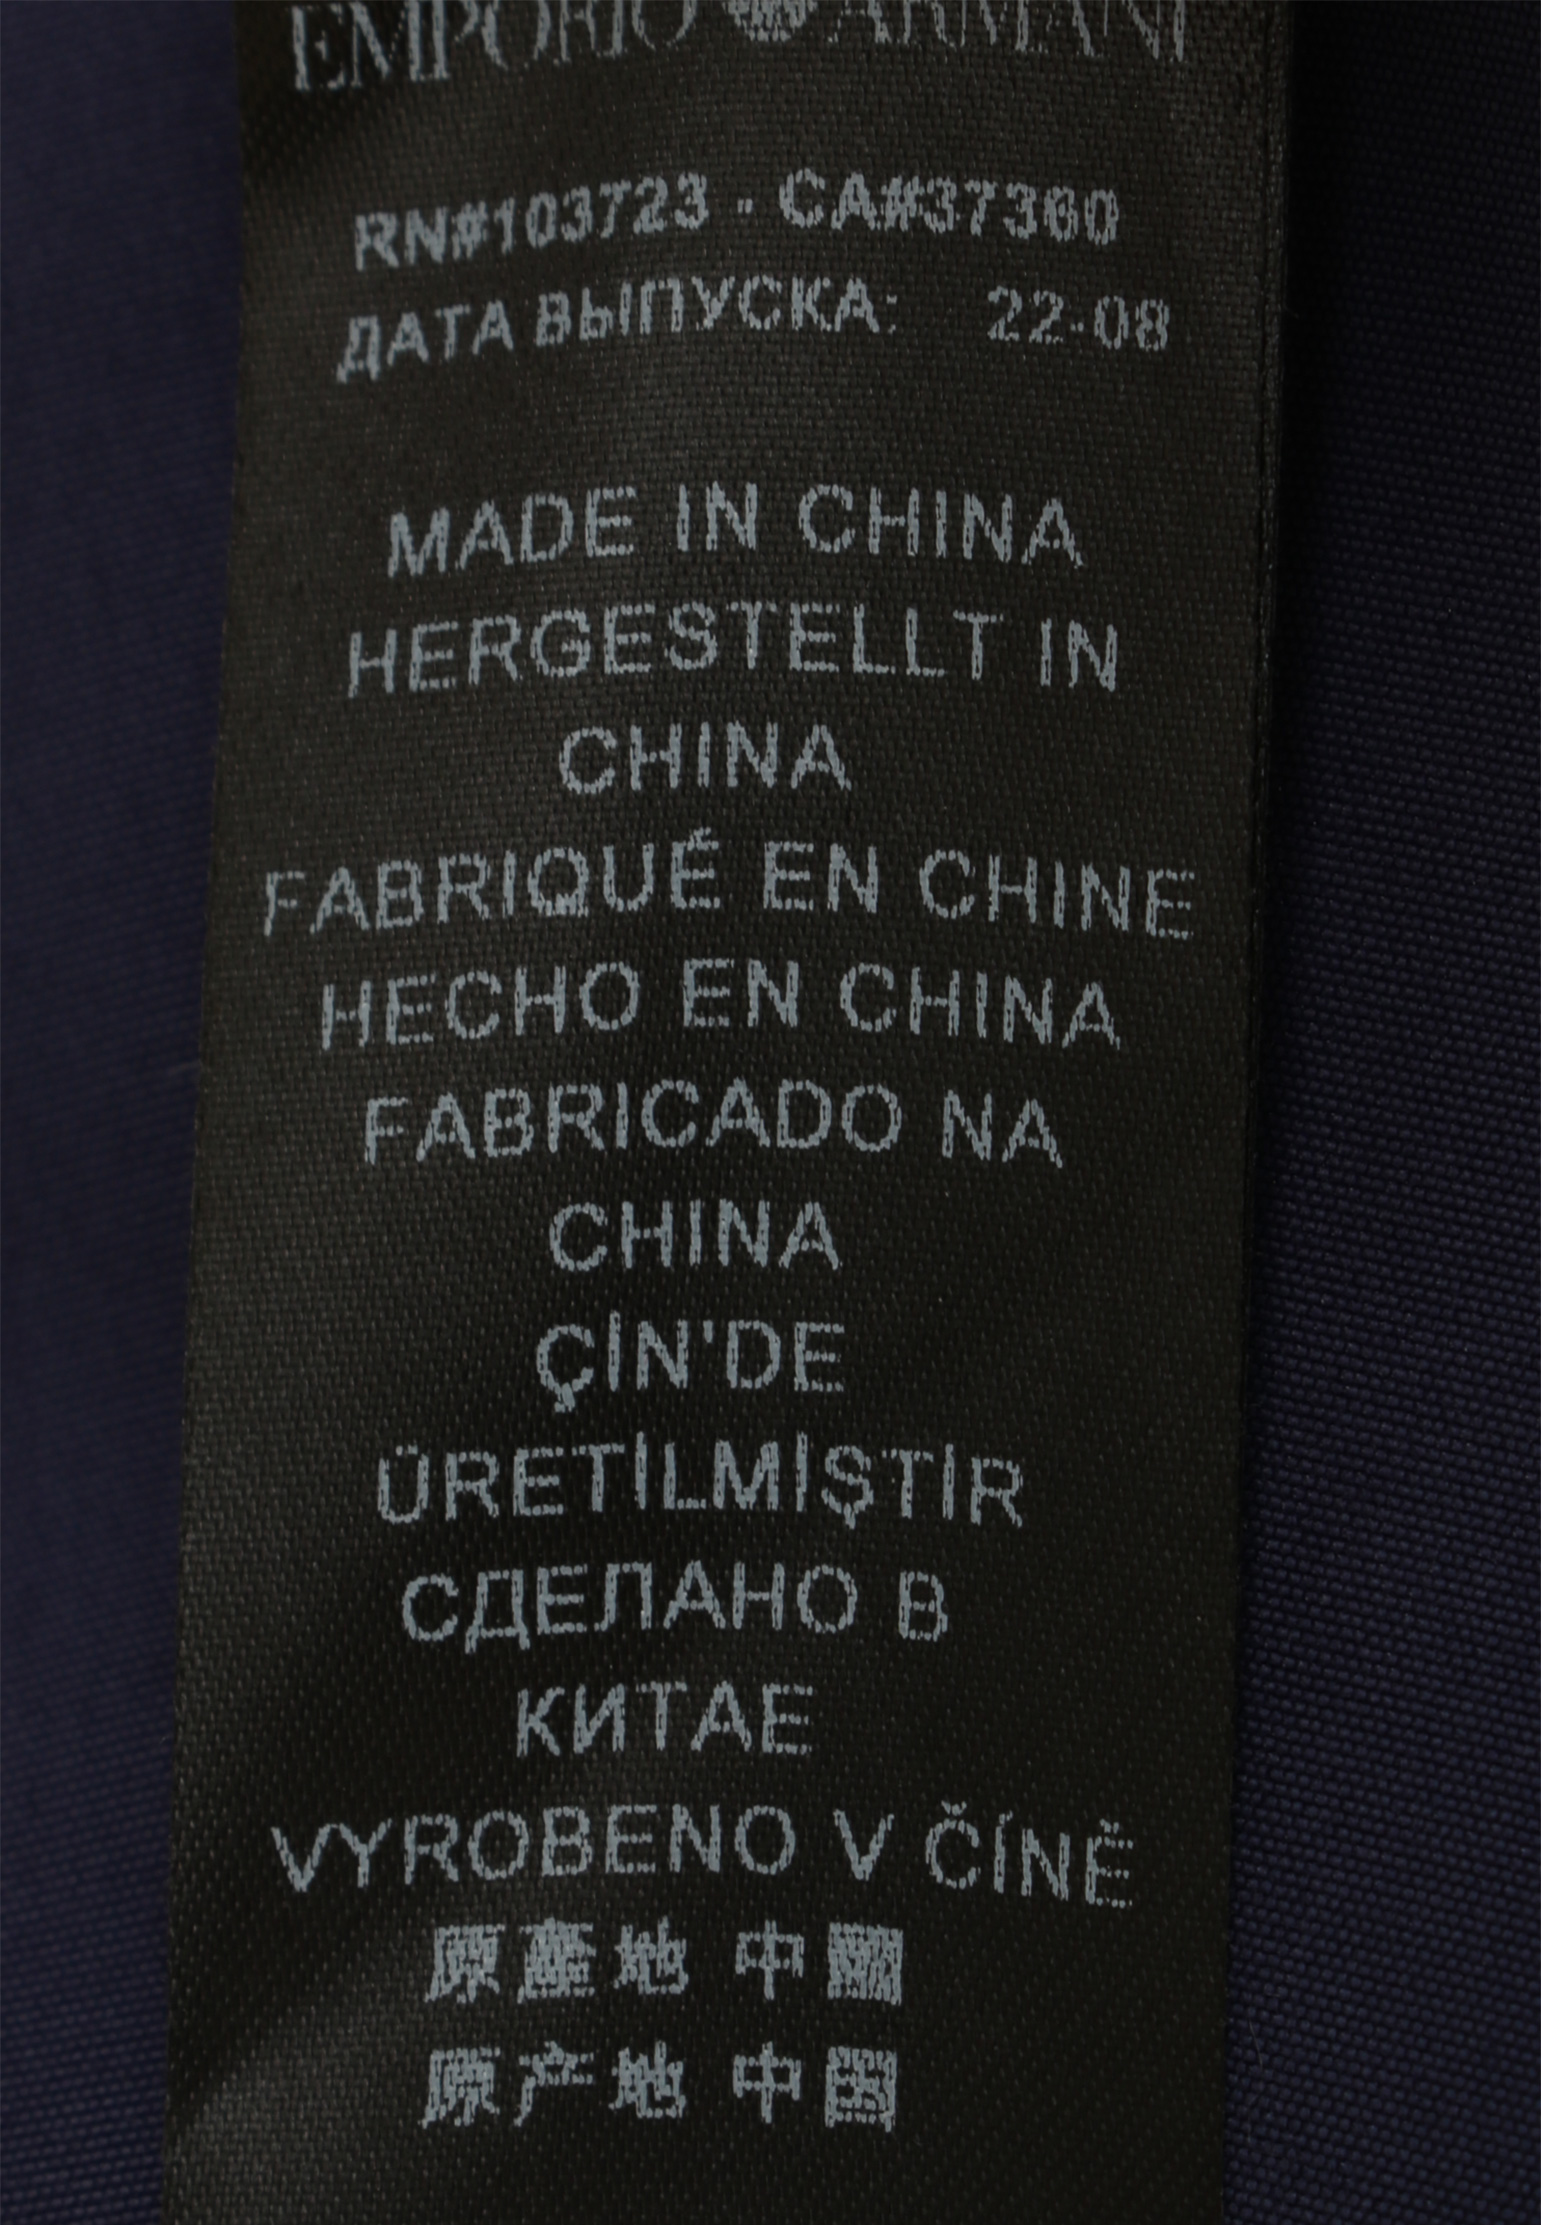 EMPORIO ARMANI
RN#103723 - CA#37360
ДАТА ВЫПУСКА: 22-08
MADE IN CHINA
HERGESTELLT IN
CHINA
FABRIQUÉ EN CHINE
HECHO EN CHINA
FABRICADO NA
CHINA
ÇİN'DE
ÜRETİLMİŞTİR
СДЕЛАНО В
КИТАЕ
VYROBENO V ČÍNĚ
原產地 中國
原产地 中国